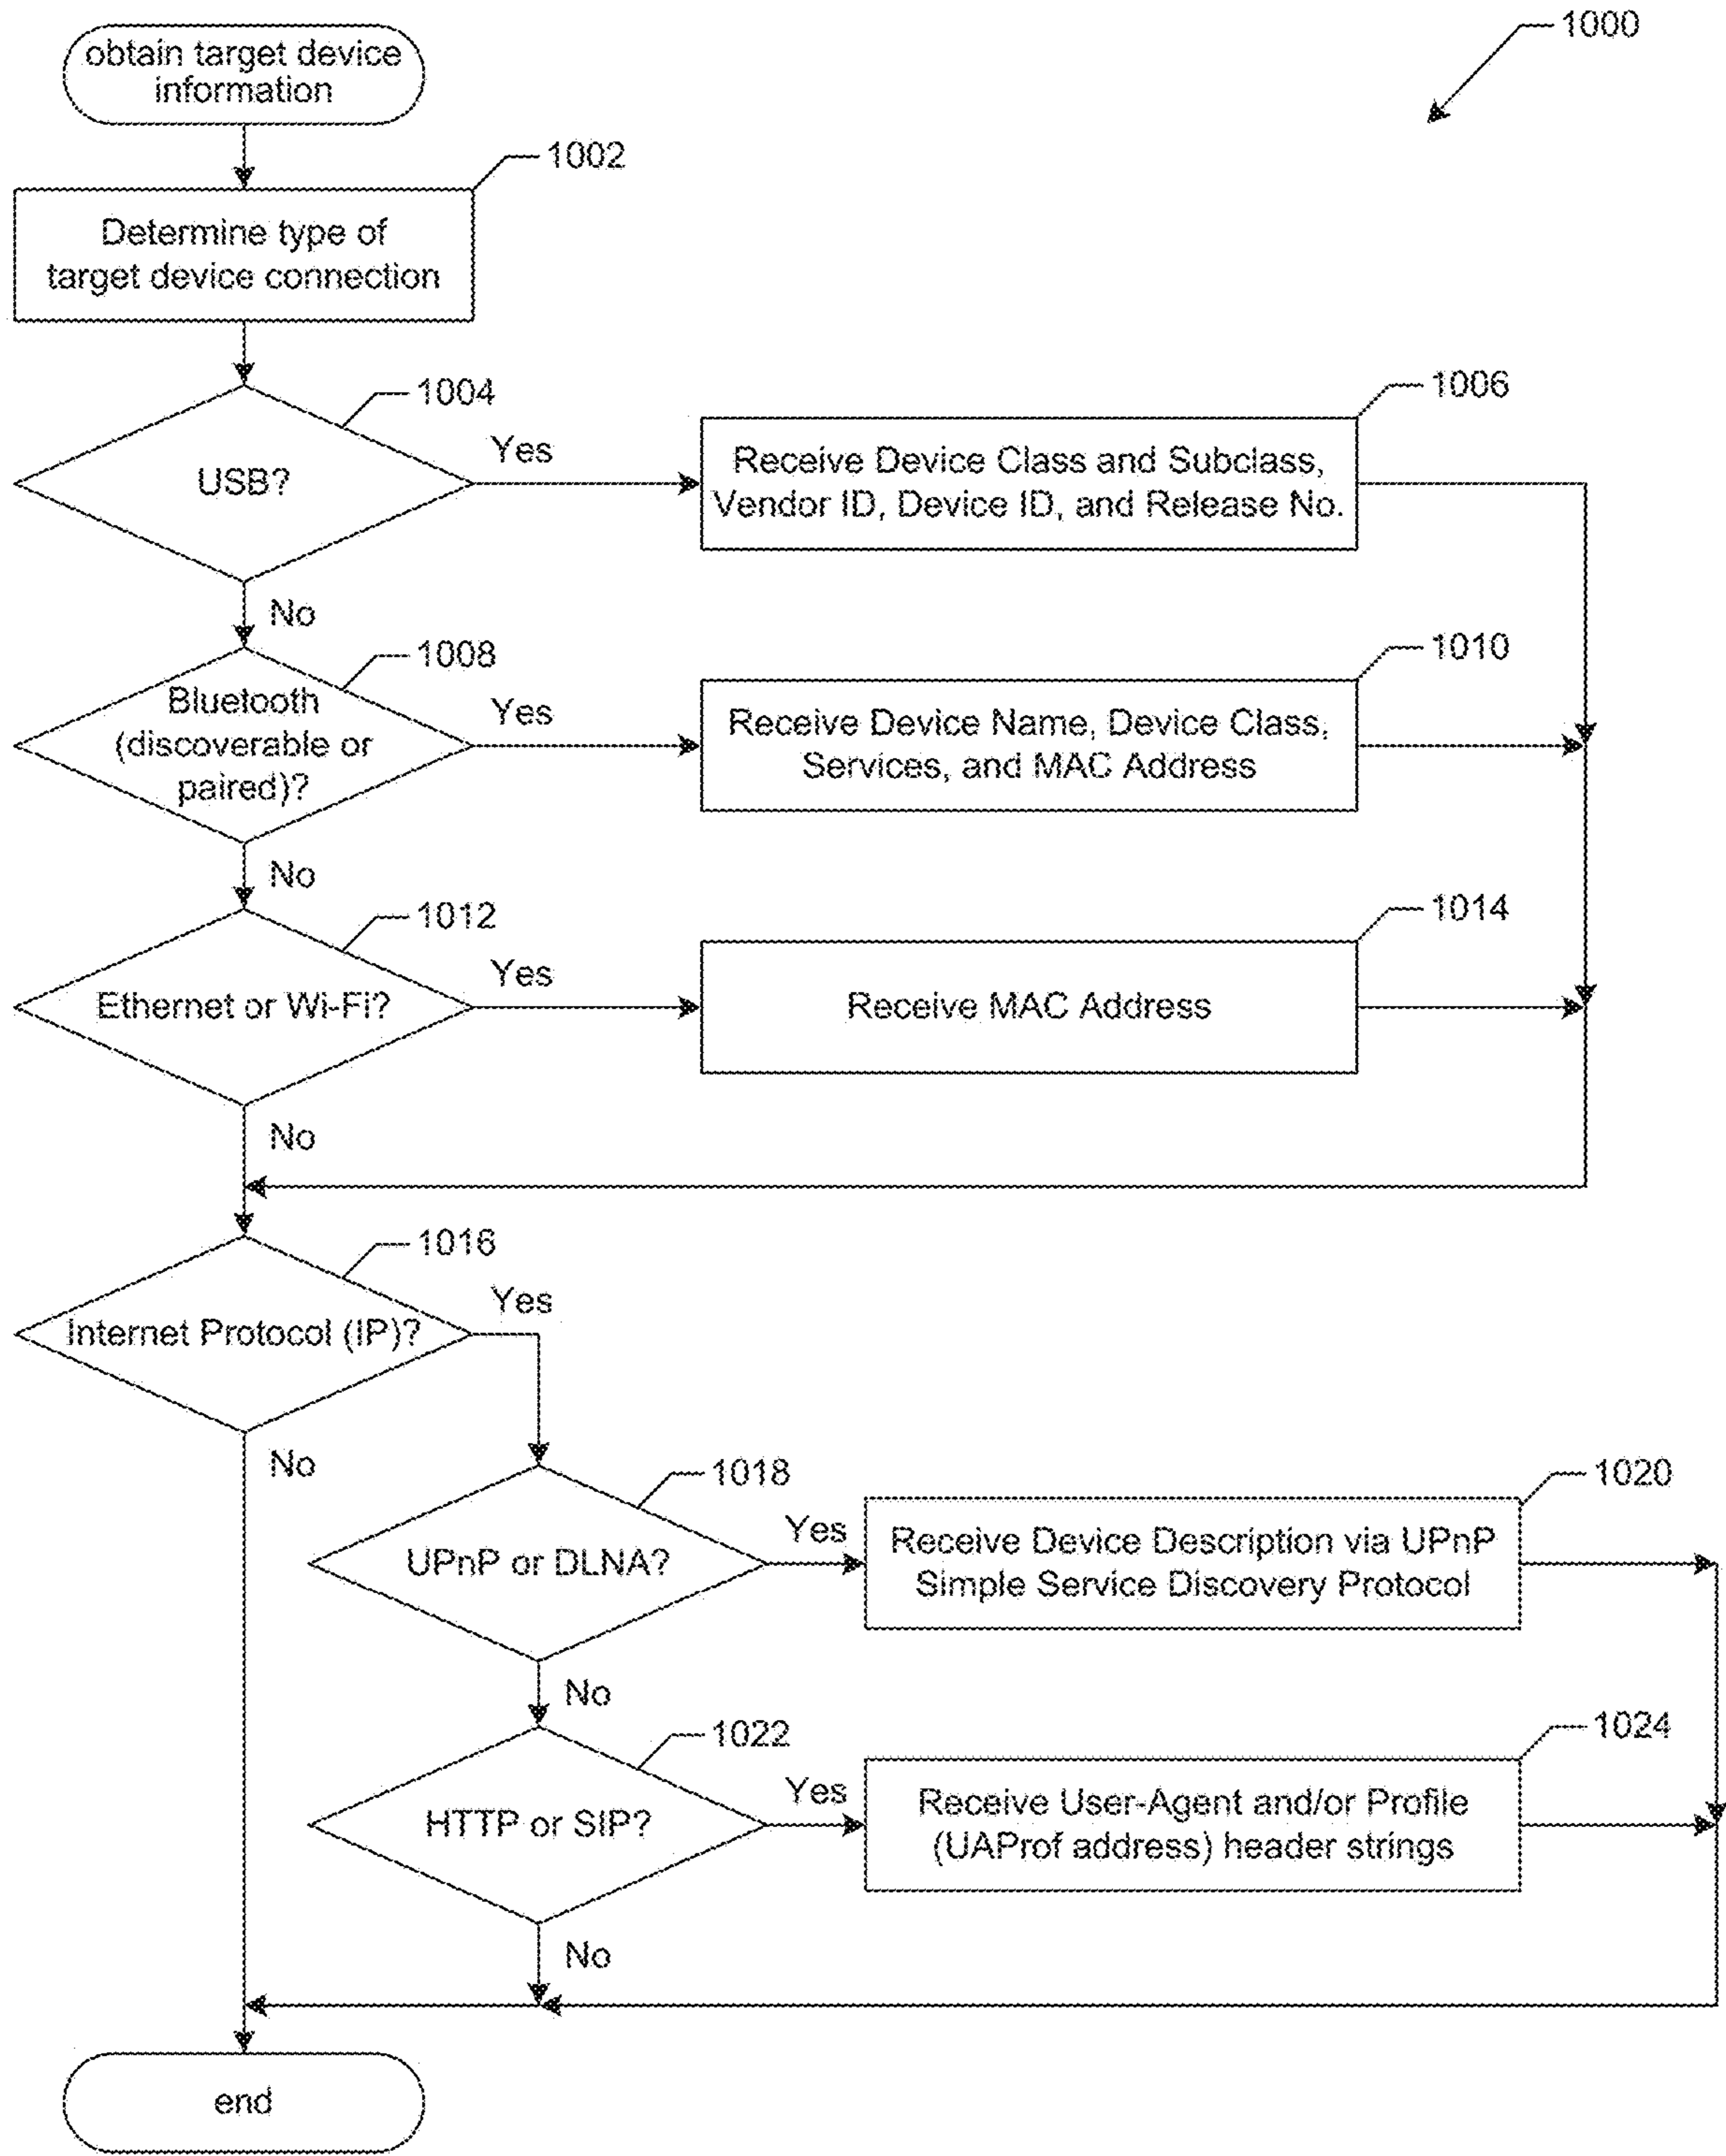 1000
obtain target device
information
1002
Determine type of
target device connection
1004
USB?
Yes
1006
Receive Device Class and Subclass,
Vendor ID, Device ID, and Release No.
No
1008
Bluetooth
(discoverable or
paired)?
Yes
1010
Receive Device Name, Device Class,
Services, and MAC Address
No
1012
Ethernet or Wi-Fi?
Yes
1014
Receive MAC Address
No
1016
Internet Protocol (IP)?
Yes
No
1018
UPnP or DLNA?
Yes
1020
Receive Device Description via UPnP
Simple Service Discovery Protocol
No
1022
HTTP or SIP?
Yes
1024
Receive User-Agent and/or Profile
(UAProf address) header strings
No
end